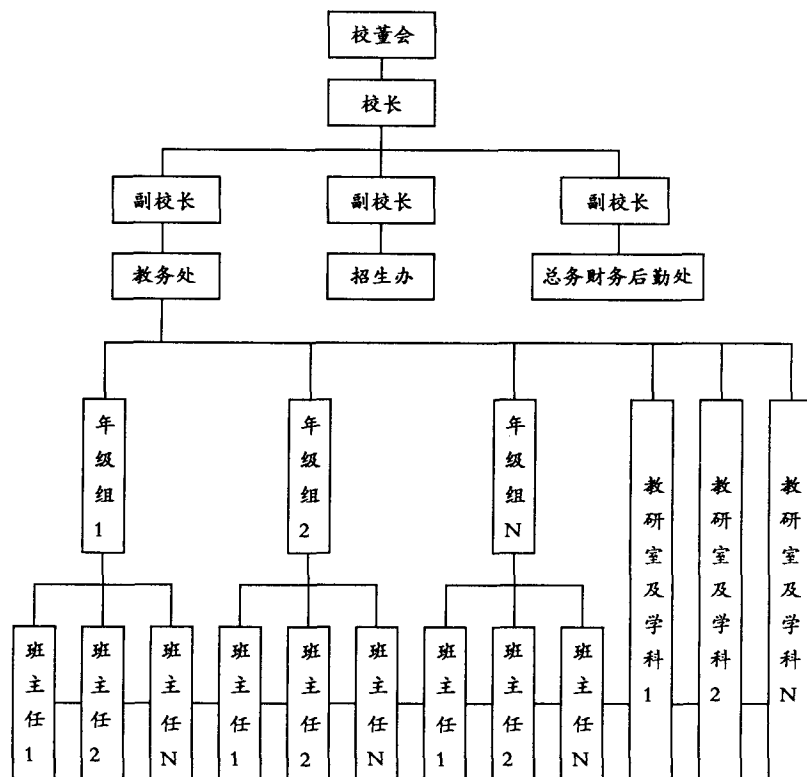 校董会
校长
副校长
副校长
副校长
教务处
招生办
总务财务后勤处
年级组1
年级组2
年级组N
教研室及学科1
教研室及学科2
教研室及学科N
班主任1
班主任2
班主任N
班主任1
班主任2
班主任N
班主任1
班主任2
班主任N